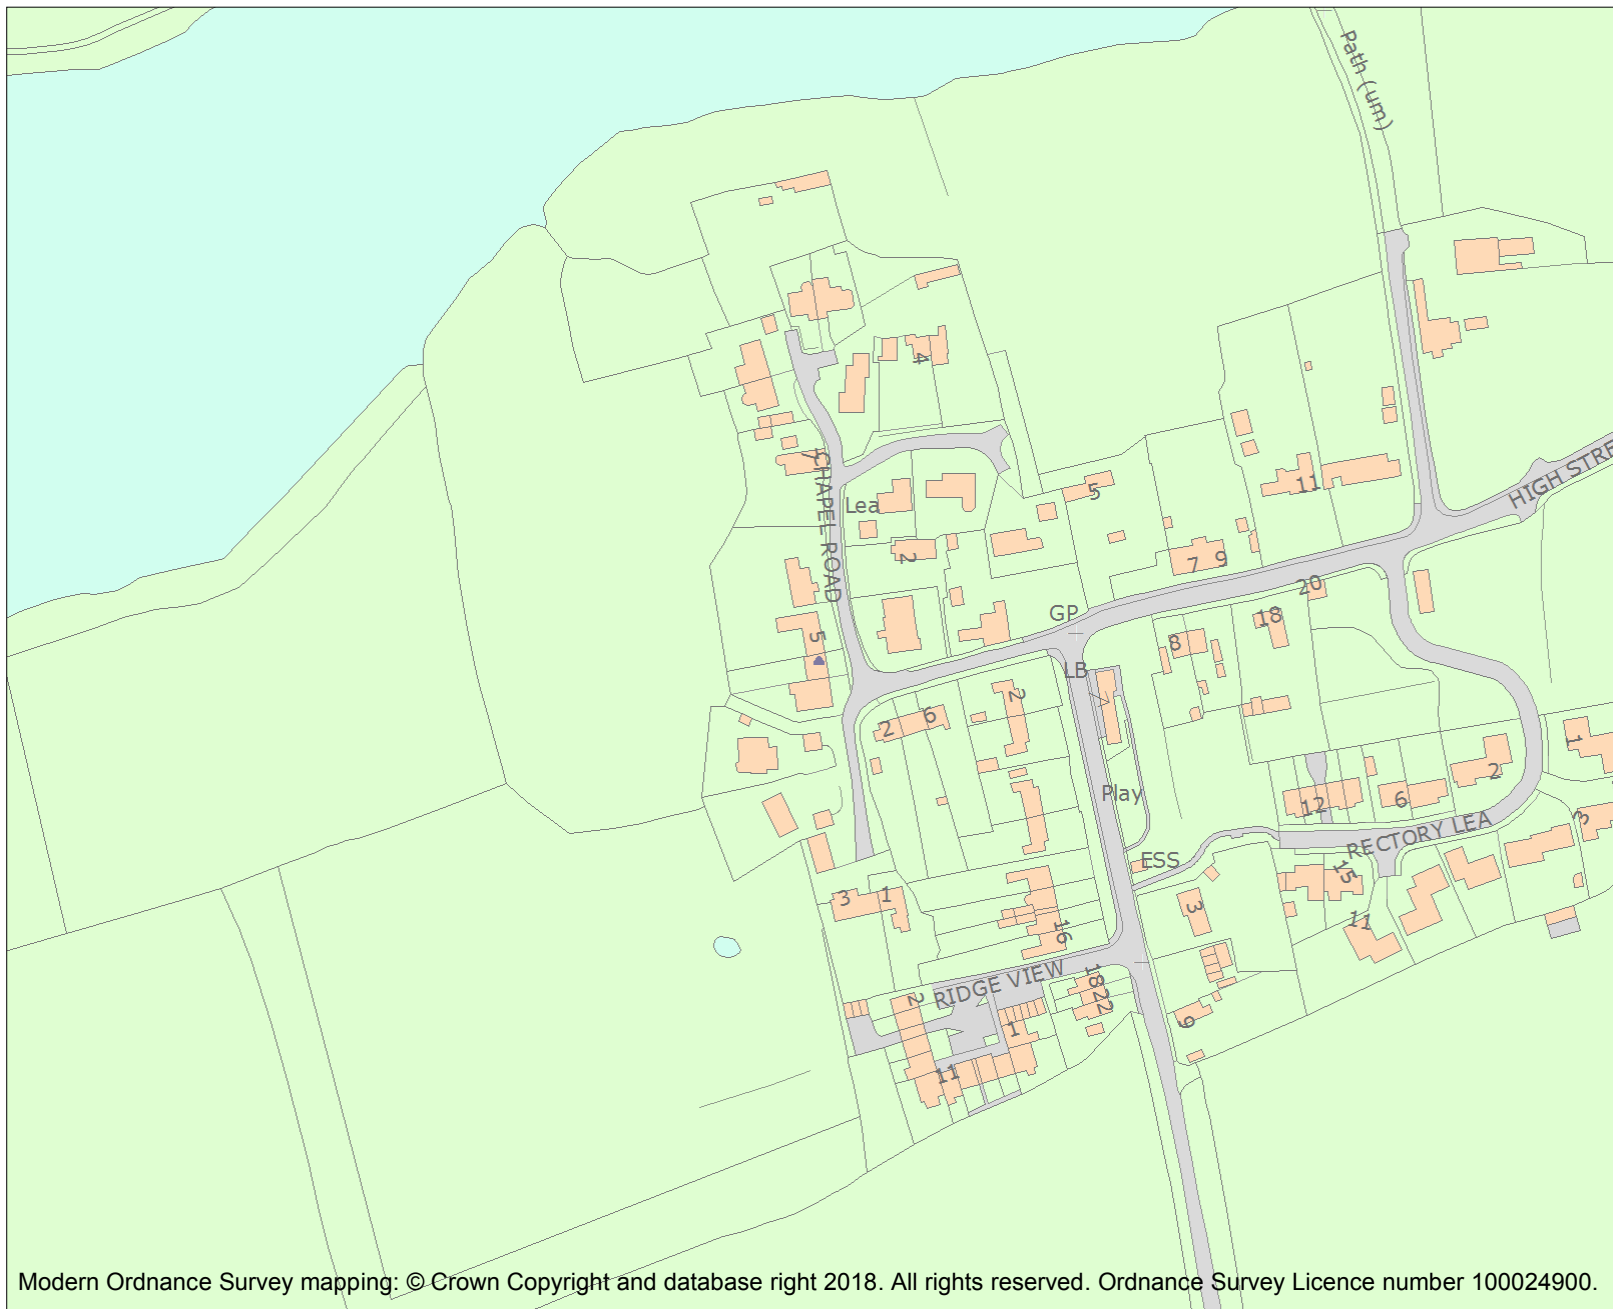 Path (um)
4
7
CHAPEL ROAD
Lea
2
5
11
HIGH STRE
7 9
GP
20
18
8
5
LB
2
2 6
1
2
Play
12
6
RECTORY LEA
3
ESS
15
3 1
3
11
16
RIDGE VIEW
18
22
2
1
9
11
Modern Ordnance Survey mapping: © Crown Copyright and database right 2018. All rights reserved. Ordnance Survey Licence number 100024900.